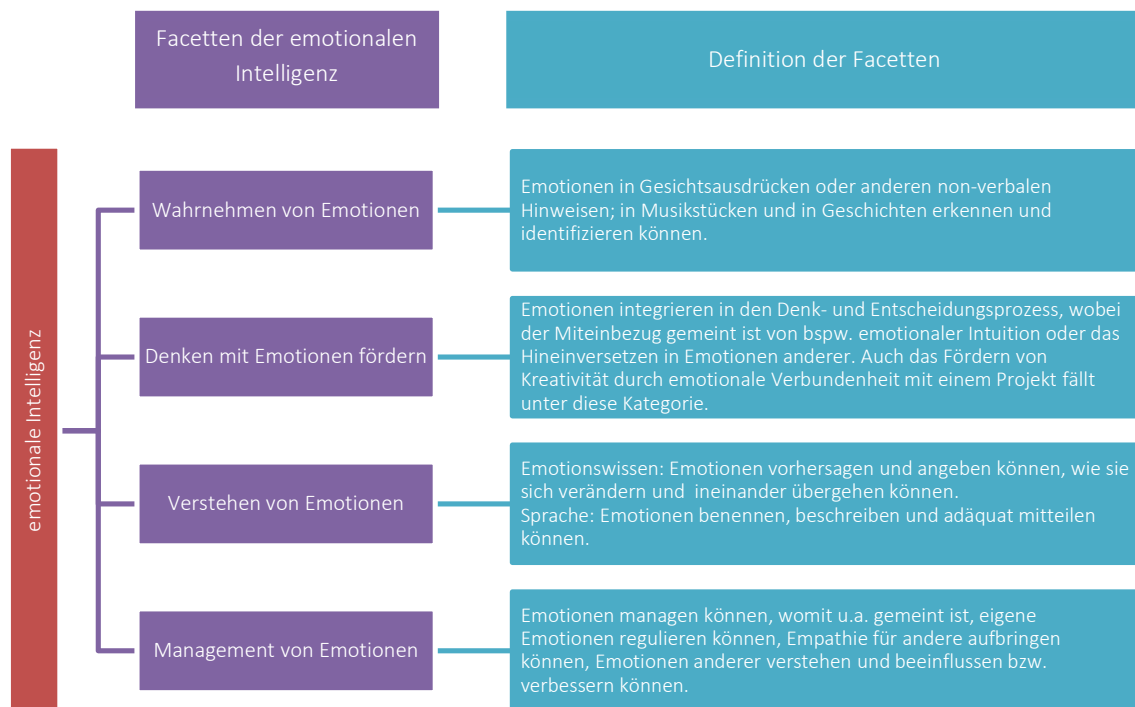 Facetten der emotionalen
Intelligenz
Definition der Facetten
emotionale Intelligenz
Wahrnehmen von Emotionen
Emotionen in Gesichtsausdrücken oder anderen non-verbalen
Hinweisen; in Musikstücken und in Geschichten erkennen und
identifizieren können.
Denken mit Emotionen fördern
Emotionen integrieren in den Denk- und Entscheidungsprozess, wobei
der Miteinbezug gemeint ist von bspw. emotionaler Intuition oder das
Hineinversetzen in Emotionen anderer. Auch das Fördern von
Kreativität durch emotionale Verbundenheit mit einem Projekt fällt
unter diese Kategorie.
Verstehen von Emotionen
Emotionswissen: Emotionen vorhersagen und angeben können, wie sie
sich verändern und ineinander übergehen können.
Sprache: Emotionen benennen, beschreiben und adäquat mitteilen
können.
Management von Emotionen
Emotionen managen können, womit u.a. gemeint ist, eigene
Emotionen regulieren können, Empathie für andere aufbringen
können, Emotionen anderer verstehen und beeinflussen bzw.
verbessern können.